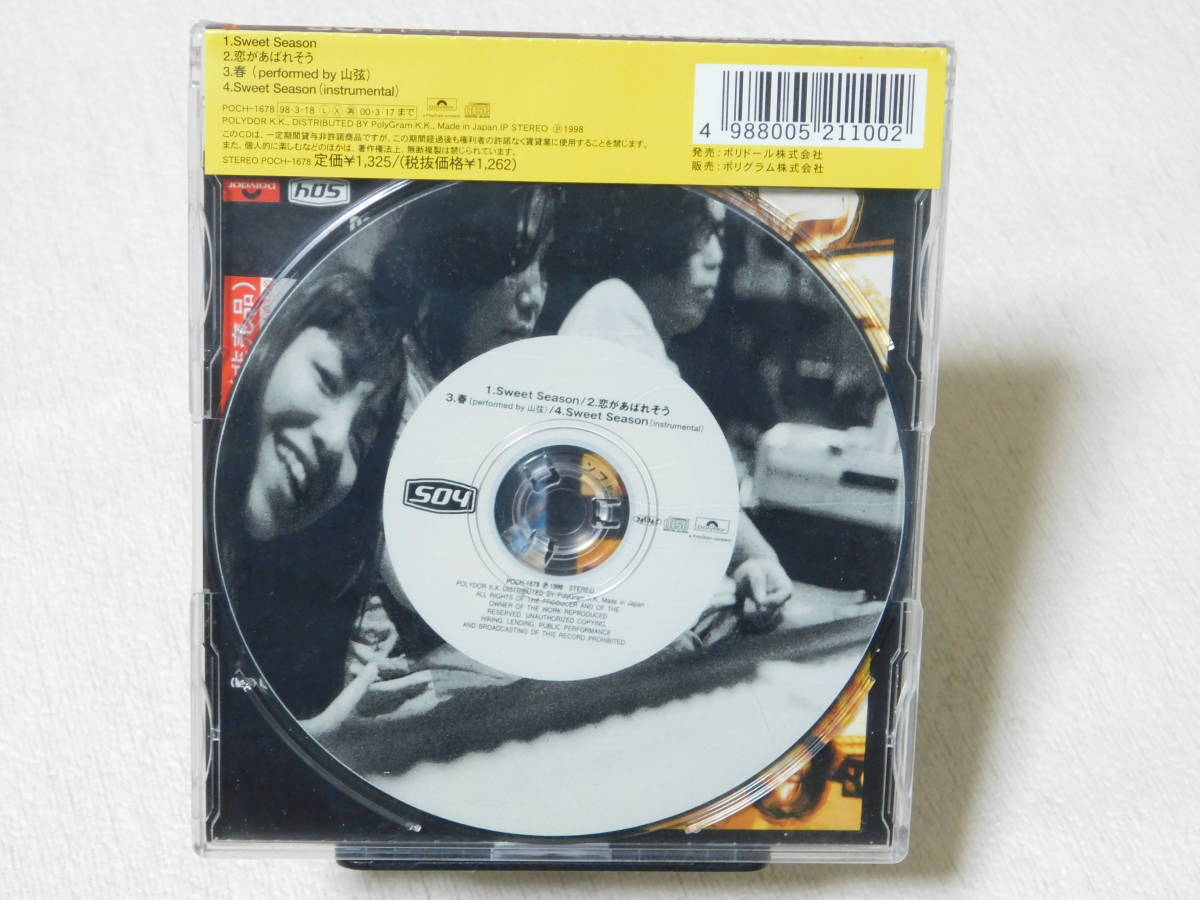 1.Sweet Season
2.恋があばれそう
3.春 (performed by 山弦)
4.Sweet Season (instrumental)
POCH-1678 98・3・18 Ⓛ Ⓧ 再 00・3・17 まで Polydor
POLYDOR K.K., DISTRIBUTED BY PolyGram K.K., Made in Japan IP STEREO ℗1998
このCDは、一定期間貸与非許諾商品ですが、この期間経過後も権利者の許諾なく賃貸業に使用することを禁じます。
また、個人的に楽しむなどのほかは、著作権法上、無断複製は禁じられています。
STEREO POCH-1678 定価¥1,325/(税抜価格¥1,262)
4 988005 211002
発売：ポリドール株式会社
販売：ポリグラム株式会社
Polydor
SOY
1.Sweet Season/2.恋があばれそう
3.春(performed by 山弦)/4.Sweet Season(instrumental)
SOY
Polydor
a PolyGram company
POCH-1678 ℗ 1998 STEREO
POLYDOR K.K. DISTRIBUTED BY PolyGram K.K. Made in Japan
ALL RIGHTS OF THE PRODUCER AND OF THE
OWNER OF THE WORK REPRODUCED
RESERVED. UNAUTHORIZED COPYING,
HIRING, LENDING, PUBLIC PERFORMANCE
AND BROADCASTING OF THIS RECORD PROHIBITED.